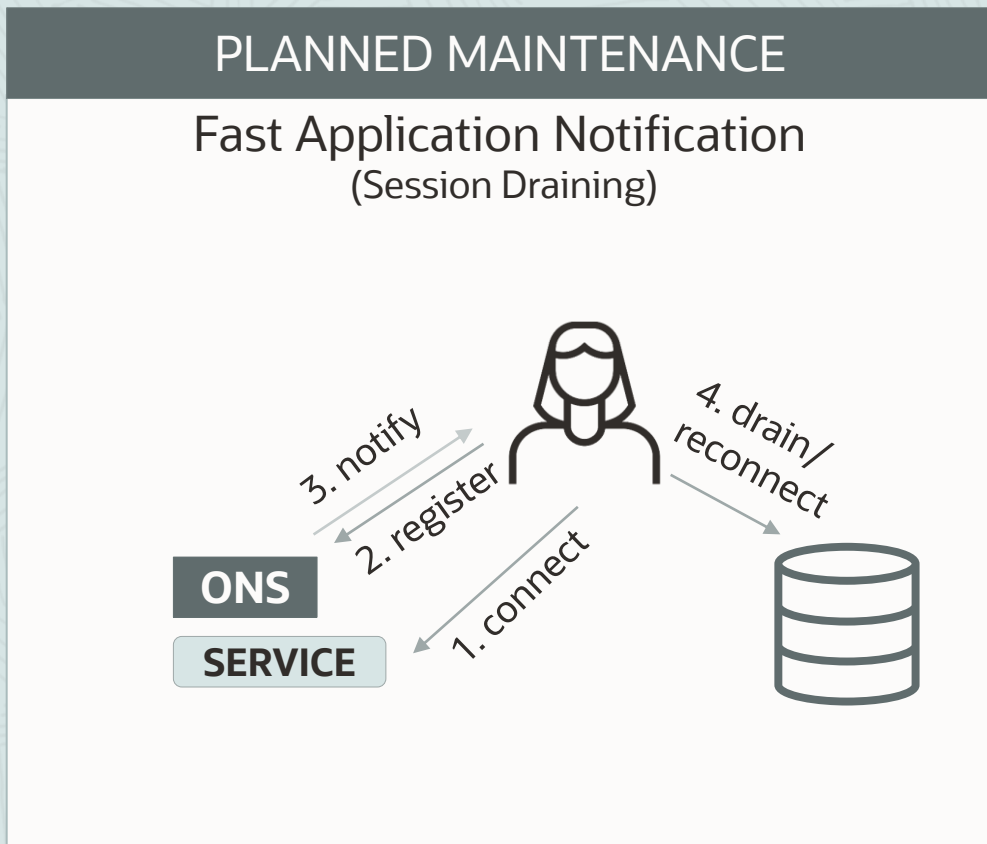 PLANNED MAINTENANCE
Fast Application Notification
(Session Draining)
3. notify
2. register
1. connect
4. drain/
reconnect
ONS
SERVICE